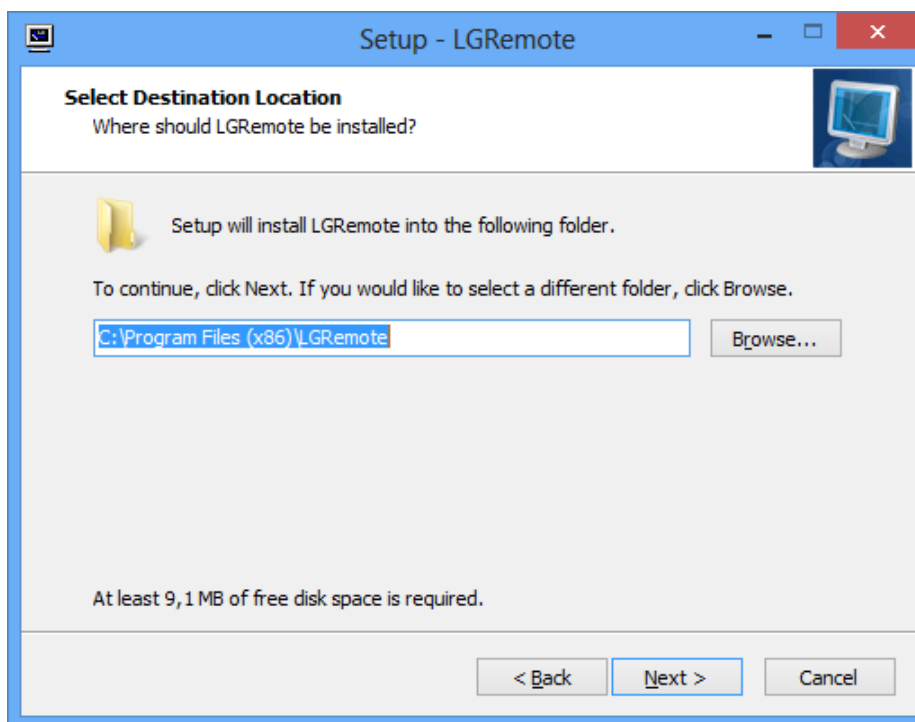 Setup - LGRemote
Select Destination Location
Where should LGRemote be installed?
Setup will install LGRemote into the following folder.
To continue, click Next. If you would like to select a different folder, click Browse.
C:\Program Files (x86)\LGRemote
Browse...
At least 9,1 MB of free disk space is required.
< Back
Next >
Cancel